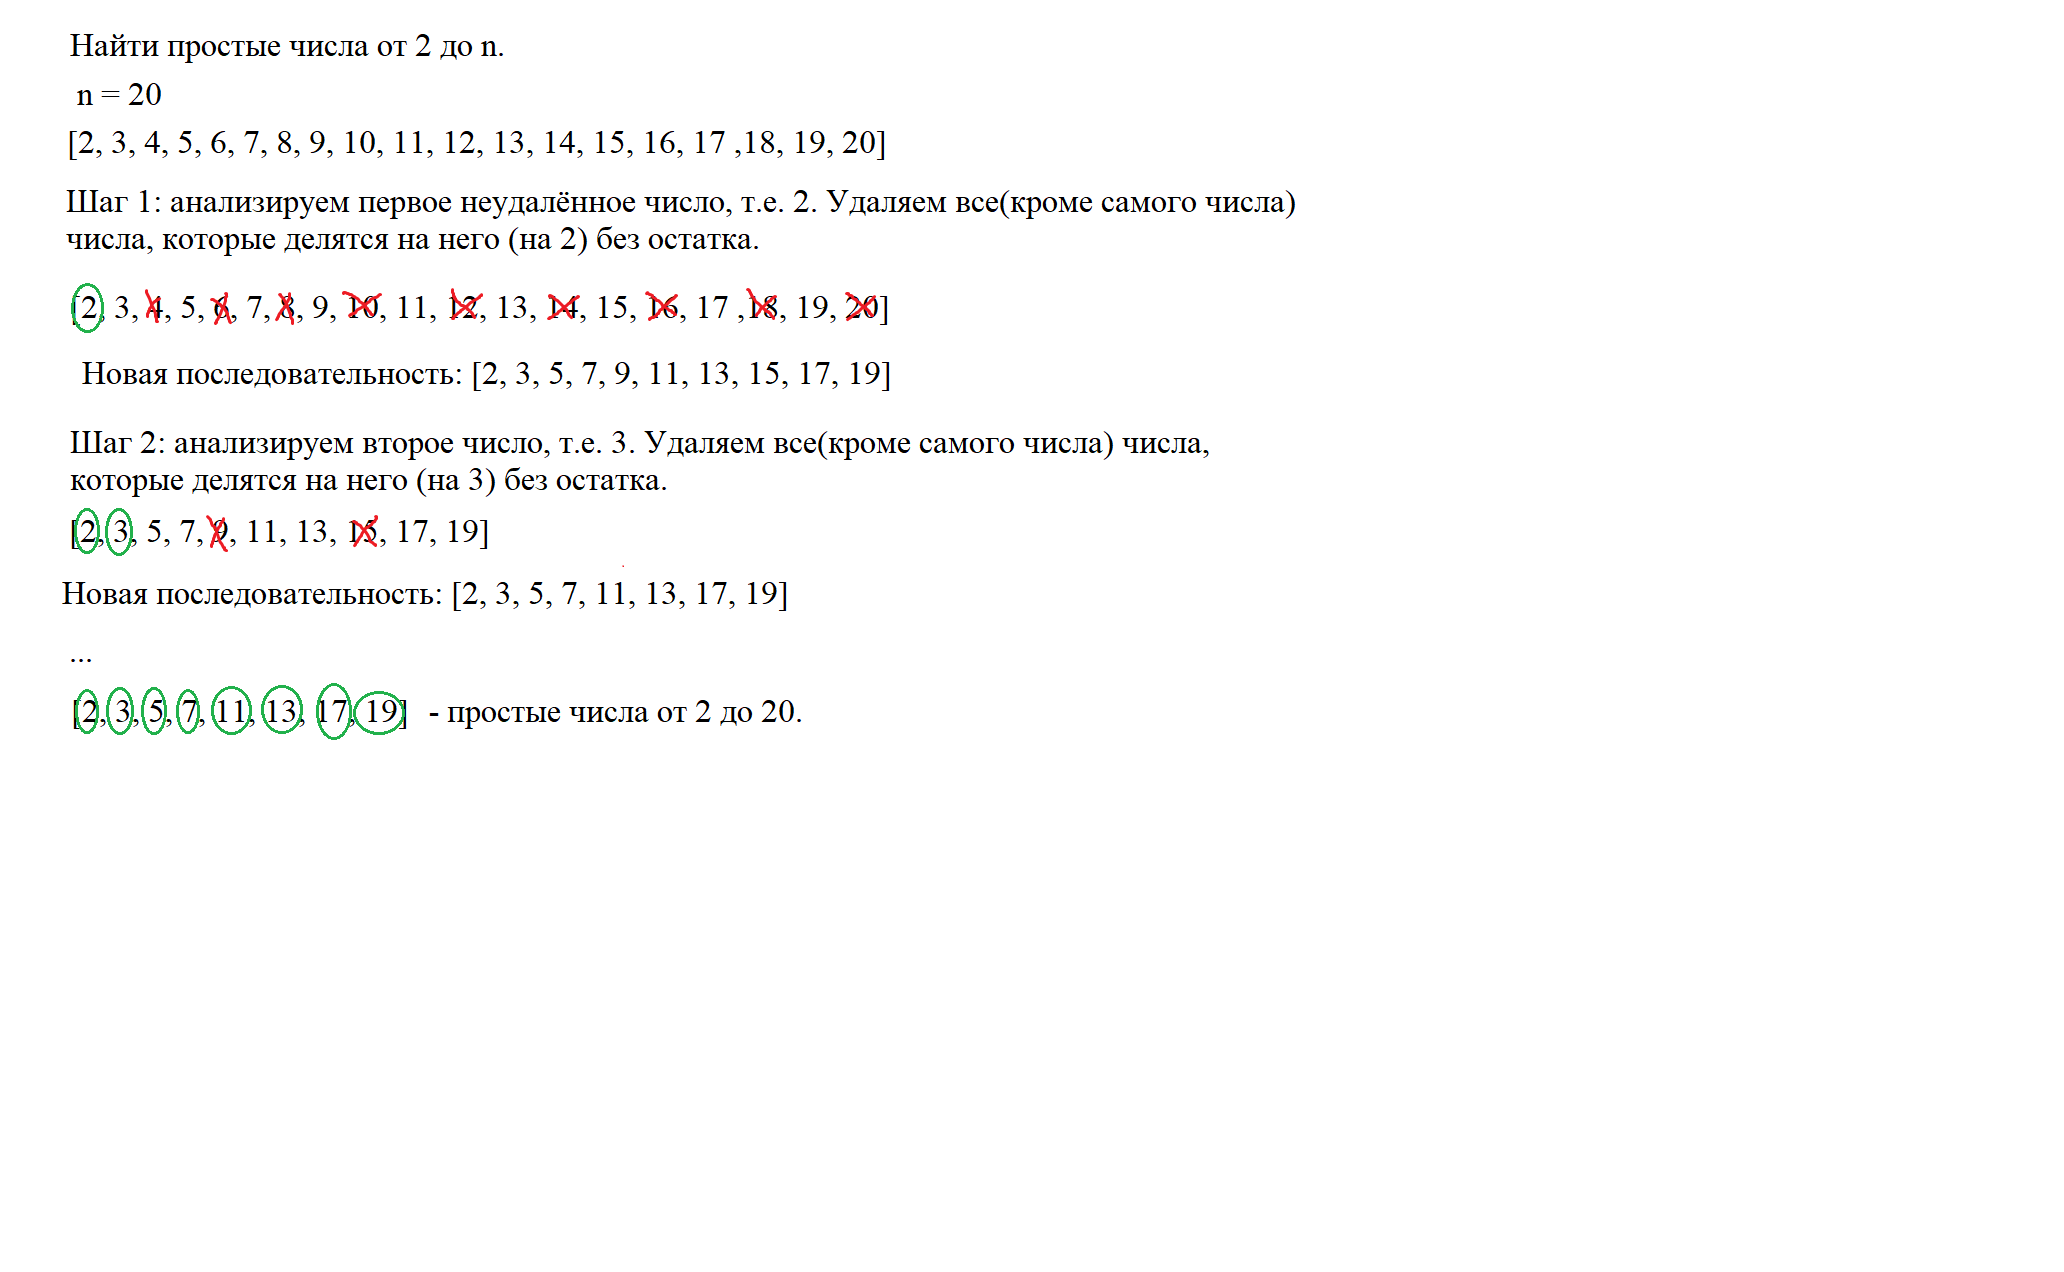 Найти простые числа от 2 до n.
n = 20
[2, 3, 4, 5, 6, 7, 8, 9, 10, 11, 12, 13, 14, 15, 16, 17 ,18, 19, 20]
Шаг 1: анализируем первое неудалённое число, т.е. 2. Удаляем все(кроме самого числа)
числа, которые делятся на него (на 2) без остатка.
[2, 3, 4, 5, 6, 7, 8, 9, 10, 11, 12, 13, 14, 15, 16, 17 ,18, 19, 20]
Новая последовательность: [2, 3, 5, 7, 9, 11, 13, 15, 17, 19]
Шаг 2: анализируем второе число, т.е. 3. Удаляем все(кроме самого числа) числа,
которые делятся на него (на 3) без остатка.
[2, 3, 5, 7, 9, 11, 13, 15, 17, 19]
Новая последовательность: [2, 3, 5, 7, 11, 13, 17, 19]
...
[2, 3, 5, 7, 11, 13, 17, 19] - простые числа от 2 до 20.